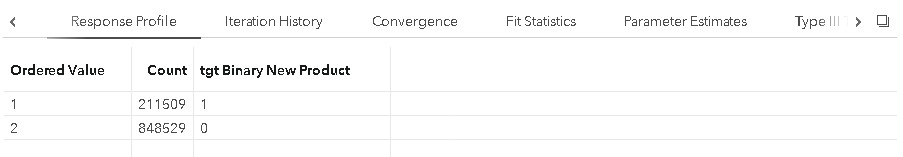 Response Profile Iteration History Convergence Fit Statistics Parameter Estimates Type III
Ordered Value Count tgt Binary New Product
1 211509 1
2 848529 0